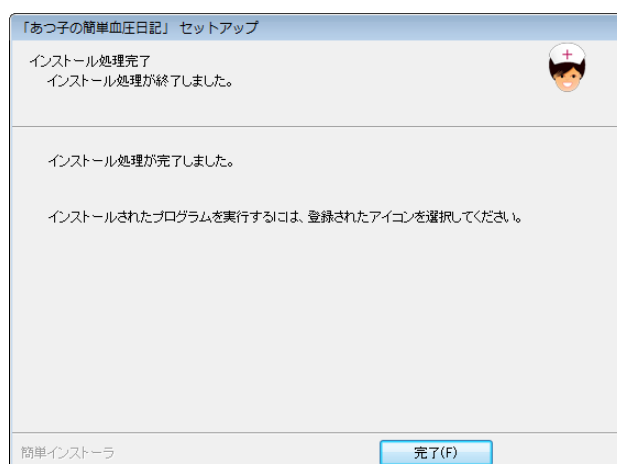 「あつ子の簡単血圧日記」 セットアップ
インストール処理完了
インストール処理が終了しました。
インストール処理が完了しました。
インストールされたプログラムを実行するには、登録されたアイコンを選択してください。
簡単インストーラ
完了(F)